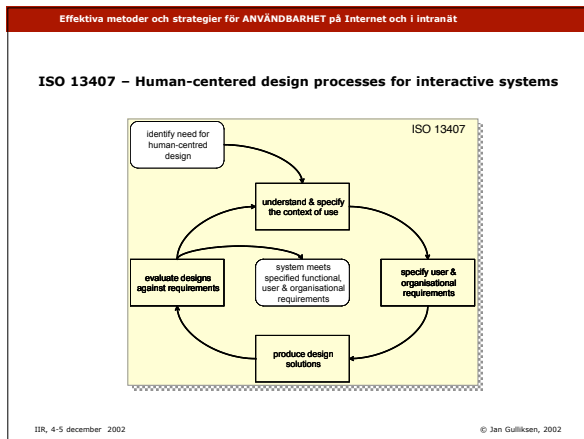 Effektiva metoder och strategier för ANVÄNDBARHET på Internet och i intranät
ISO 13407 – Human-centered design processes for interactive systems
ISO 13407
identify need for
human-centred
design
understand & specify
the context of use
evaluate designs
against requirements
system meets
specified functional,
user & organisational
requirements
specify user &
organisational
requirements
produce design
solutions
IIR, 4-5 december 2002
© Jan Gulliksen, 2002